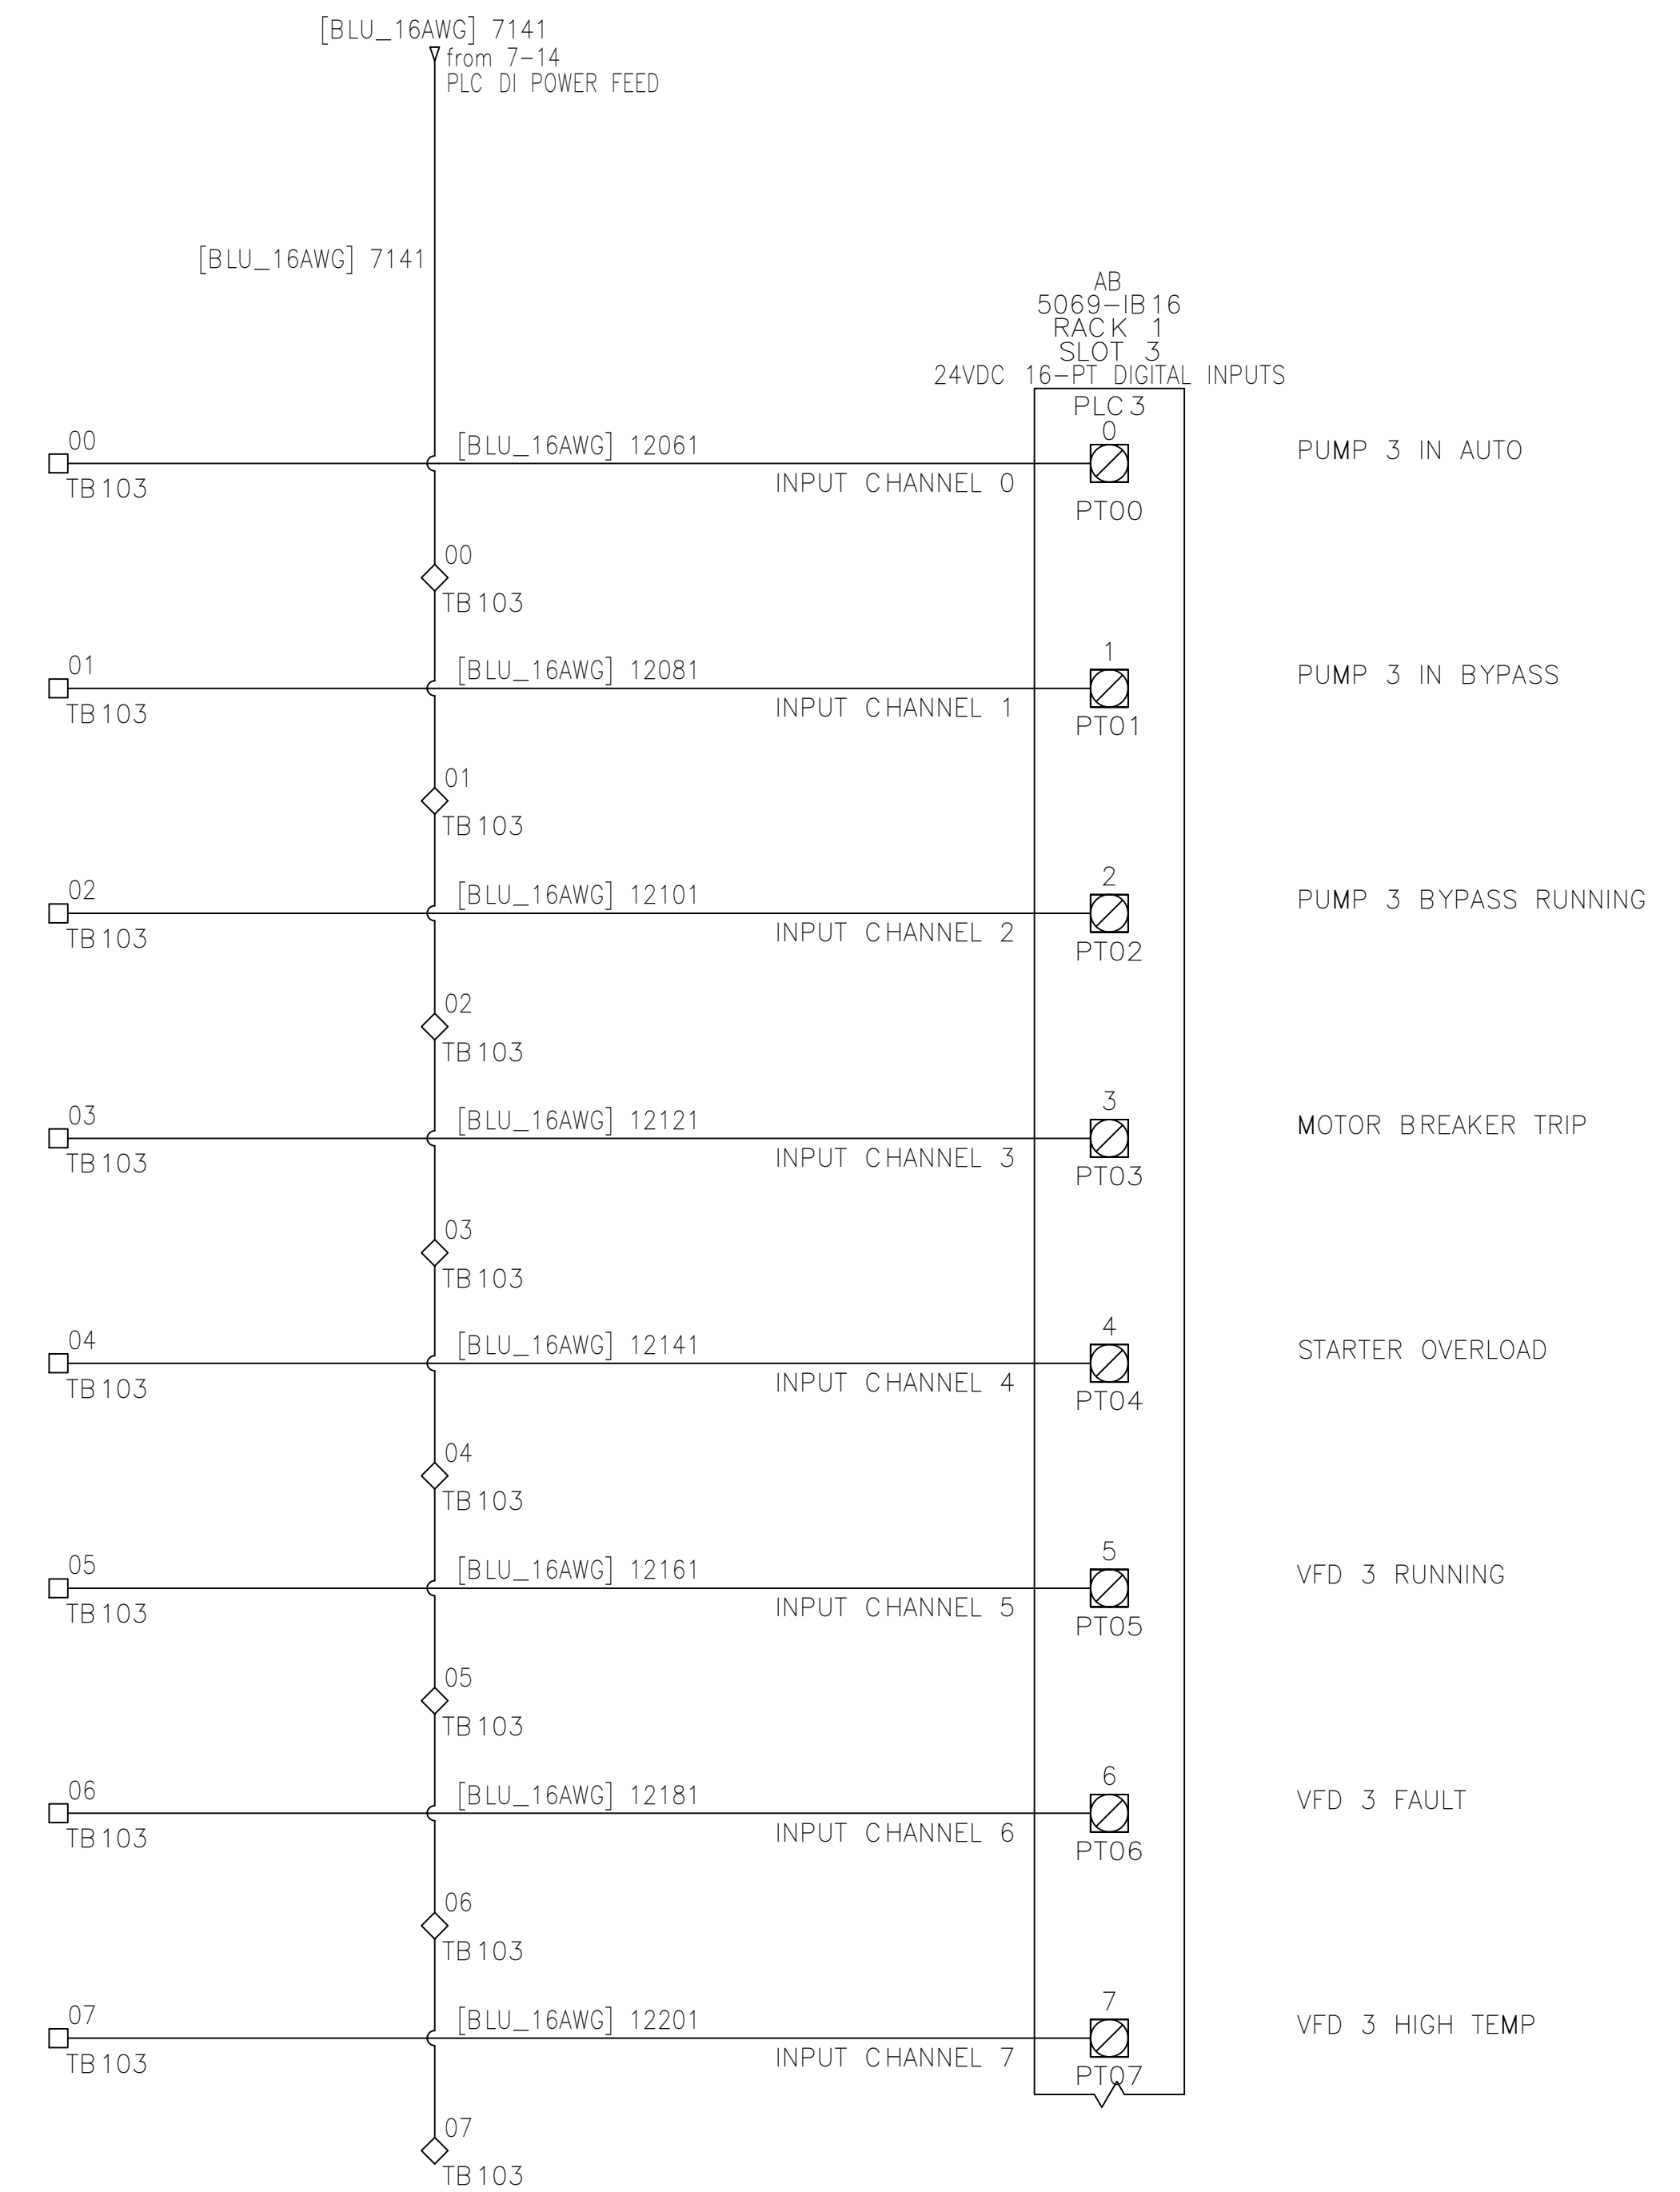 [BLU_16AWG] 7141
from 7-14
PLC DI POWER FEED
[BLU_16AWG] 7141
AB
5069-IB16
RACK 1
SLOT 3
24VDC 16-PT DIGITAL INPUTS
PLC3
00
[BLU_16AWG] 12061
0
PUMP 3 IN AUTO
TB103
INPUT CHANNEL 0
PT00
00
TB103
01
[BLU_16AWG] 12081
1
PUMP 3 IN BYPASS
TB103
INPUT CHANNEL 1
PT01
01
TB103
02
[BLU_16AWG] 12101
2
PUMP 3 BYPASS RUNNING
TB103
INPUT CHANNEL 2
PT02
02
TB103
03
[BLU_16AWG] 12121
3
MOTOR BREAKER TRIP
TB103
INPUT CHANNEL 3
PT03
03
TB103
04
[BLU_16AWG] 12141
4
STARTER OVERLOAD
TB103
INPUT CHANNEL 4
PT04
04
TB103
05
[BLU_16AWG] 12161
5
VFD 3 RUNNING
TB103
INPUT CHANNEL 5
PT05
05
TB103
06
[BLU_16AWG] 12181
6
VFD 3 FAULT
TB103
INPUT CHANNEL 6
PT06
06
TB103
07
[BLU_16AWG] 12201
7
VFD 3 HIGH TEMP
TB103
INPUT CHANNEL 7
PT07
07
TB103